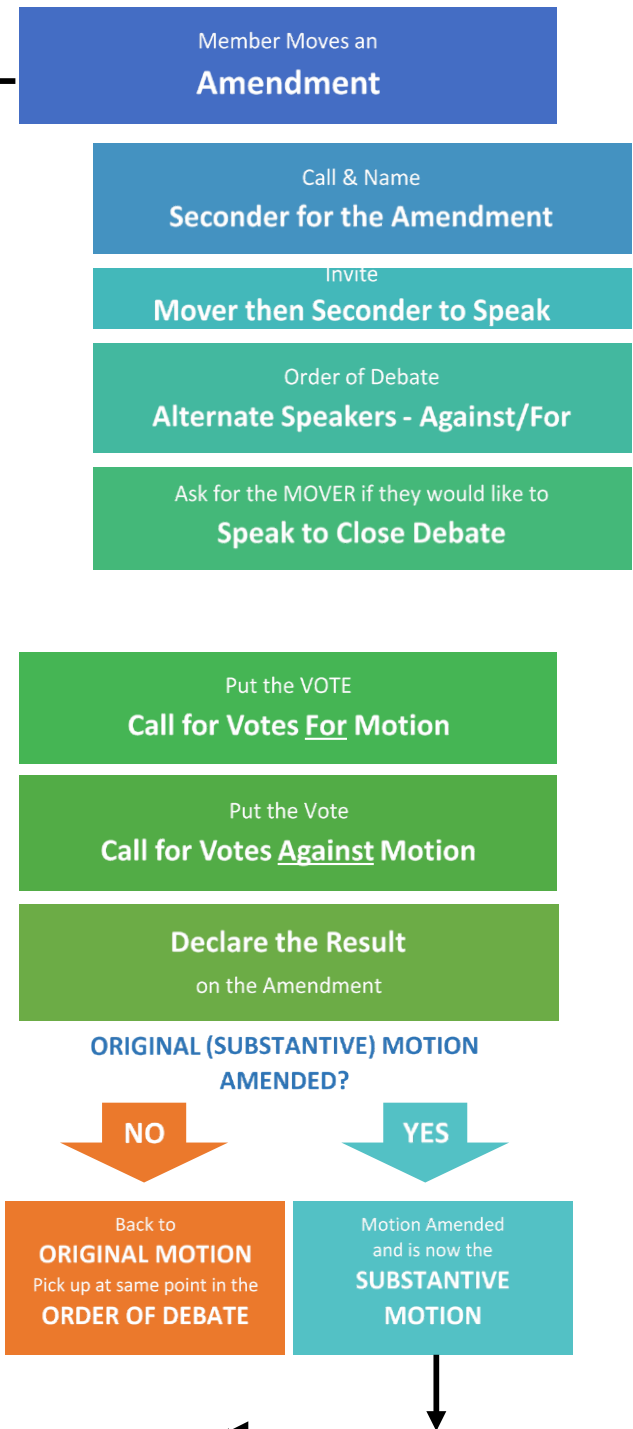 Member Moves an
Amendment
Call & Name
Seconder for the Amendment
Invite
Mover then Seconder to Speak
Order of Debate
Alternate Speakers - Against/For
Ask for the MOVER if they would like to
Speak to Close Debate
Put the VOTE
Call for Votes For Motion
Put the Vote
Call for Votes Against Motion
Declare the Result
on the Amendment
ORIGINAL (SUBSTANTIVE) MOTION
AMENDED?
NO
YES
Back to
ORIGINAL MOTION
Pick up at same point in the
ORDER OF DEBATE
Motion Amended
and is now the
SUBSTANTIVE
MOTION